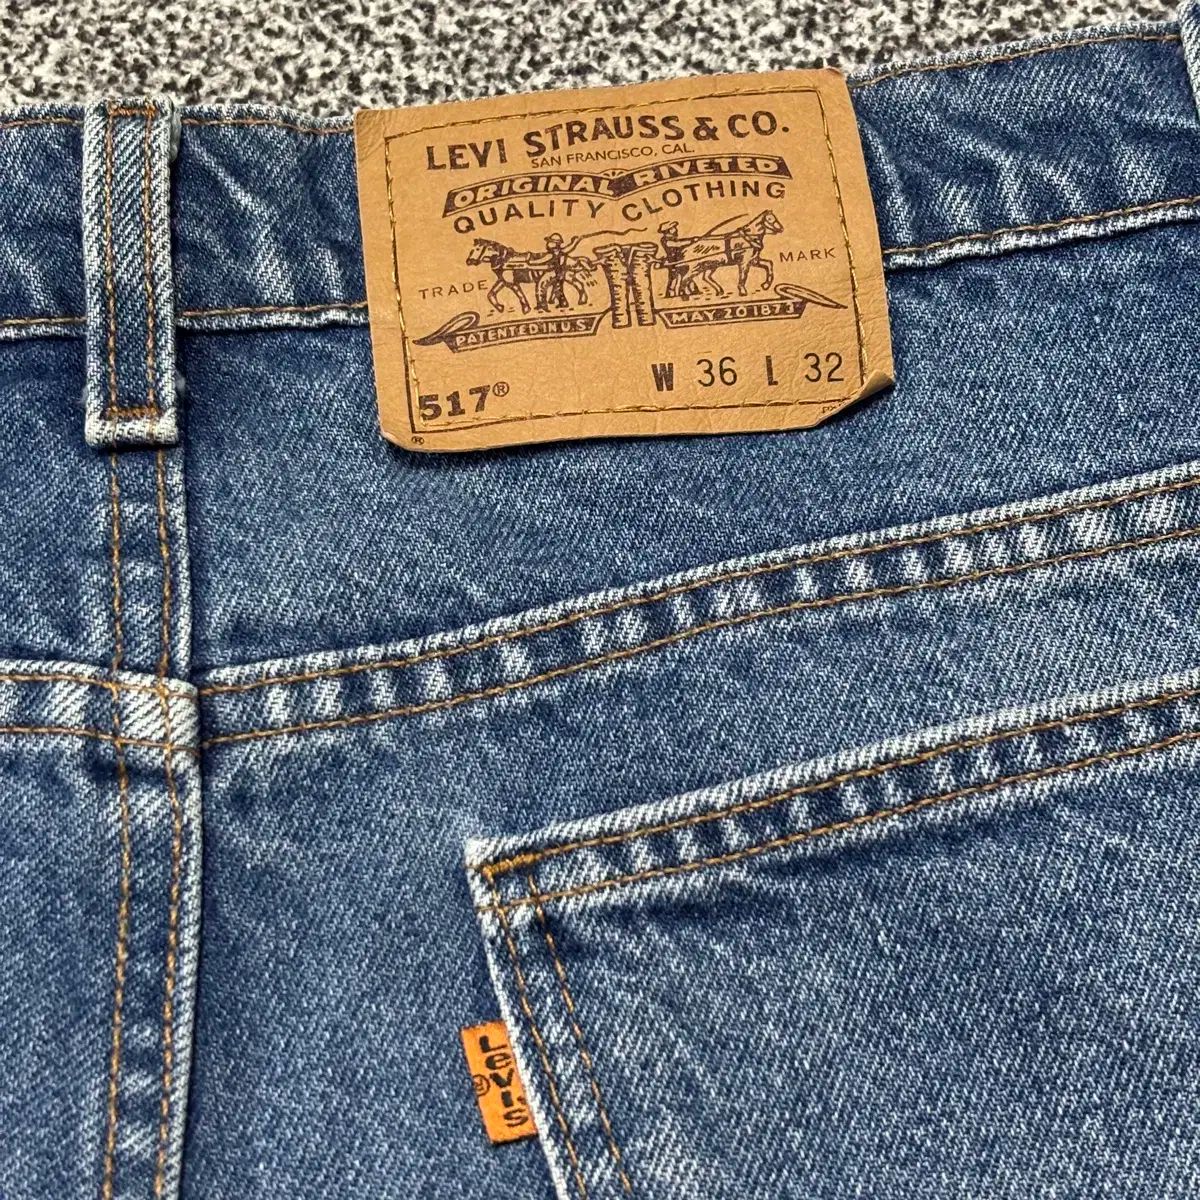 LEVI STRAUSS & CO.
SAN FRANCISCO, CAL.
ORIGINAL RIVETED
QUALITY CLOTHING
TRADE MARK
PATENTED IN U.S. MAY 20 1873
517® W 36 L 32
®
Levi's
®